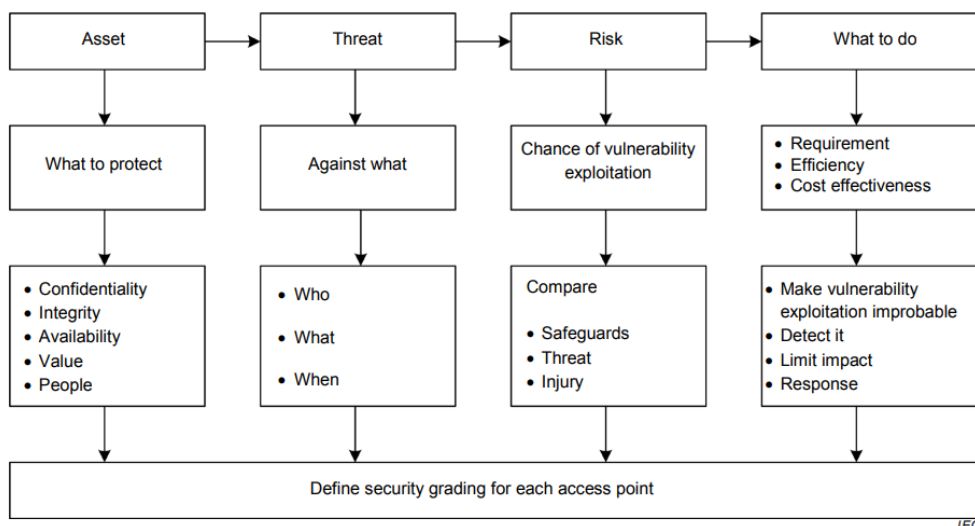 Asset
Threat
Risk
What to do
What to protect
Against what
Chance of vulnerability
exploitation
• Requirement
• Efficiency
• Cost effectiveness
• Confidentiality
• Integrity
• Availability
• Value
• People
• Who
• What
• When
Compare
• Safeguards
• Threat
• Injury
• Make vulnerability
exploitation improbable
• Detect it
• Limit impact
• Response
Define security grading for each access point